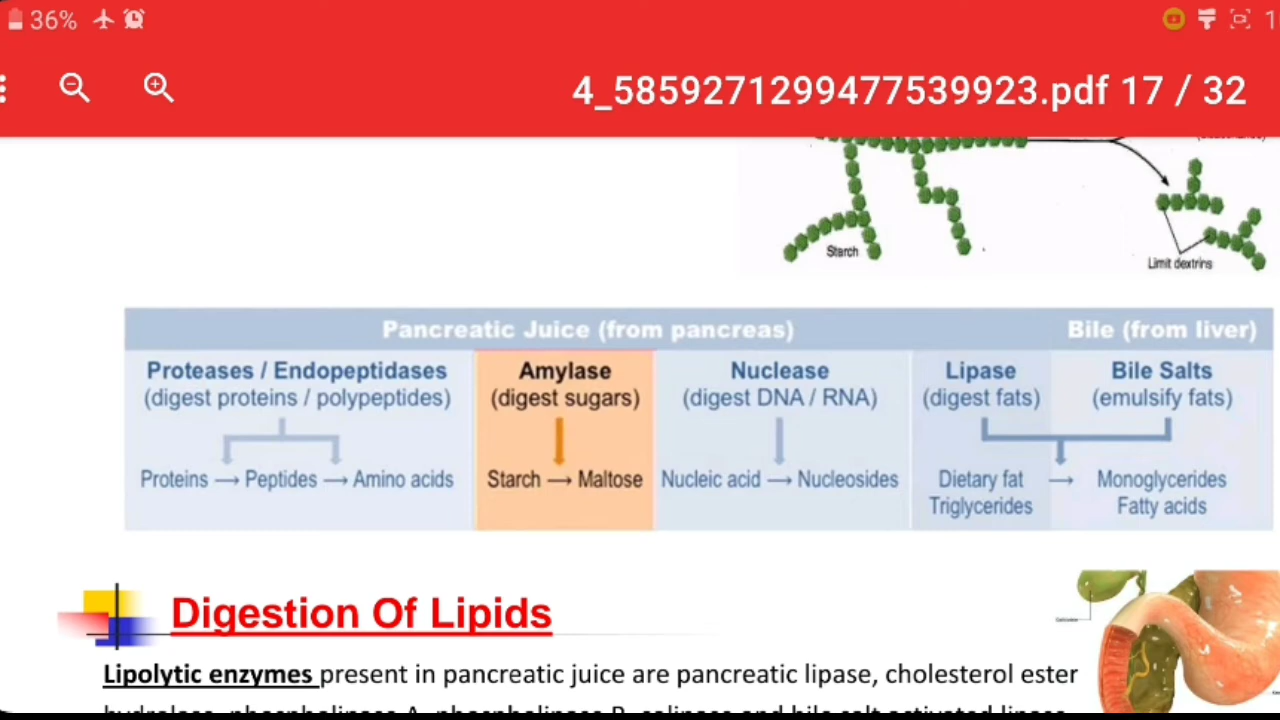 36%
1
4_5859271299477539923.pdf 17 / 32
Starch
Limit dextrins
Pancreatic Juice (from pancreas) Bile (from liver)
Proteases / Endopeptidases Amylase Nuclease Lipase Bile Salts
(digest proteins / polypeptides) (digest sugars) (digest DNA / RNA) (digest fats) (emulsify fats)
Proteins → Peptides → Amino acids Starch → Maltose Nucleic acid → Nucleosides Dietary fat → Monoglycerides
Triglycerides Fatty acids
Digestion Of Lipids
Lipolytic enzymes present in pancreatic juice are pancreatic lipase, cholesterol ester